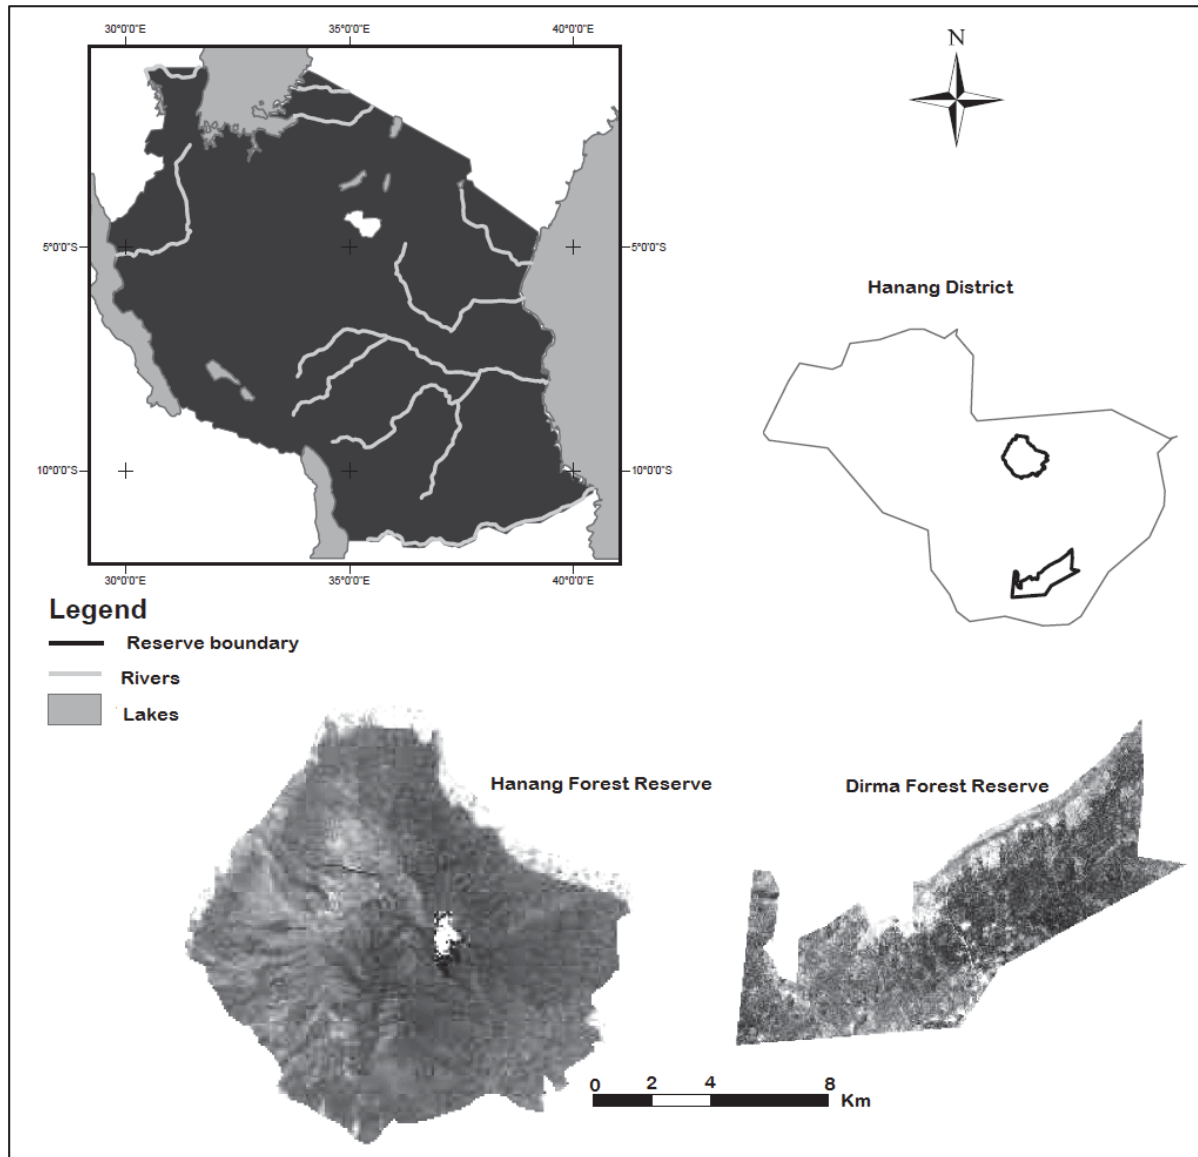 30°0'0"E 35°0'0"E 40°0'0"E
N
5°0'0"S 5°0'0"S
Hanang District
10°0'0"S 10°0'0"S
30°0'0"E 35°0'0"E 40°0'0"E
Legend
Reserve boundary
Rivers
Lakes
Hanang Forest Reserve
Dirma Forest Reserve
0 2 4 8
Km